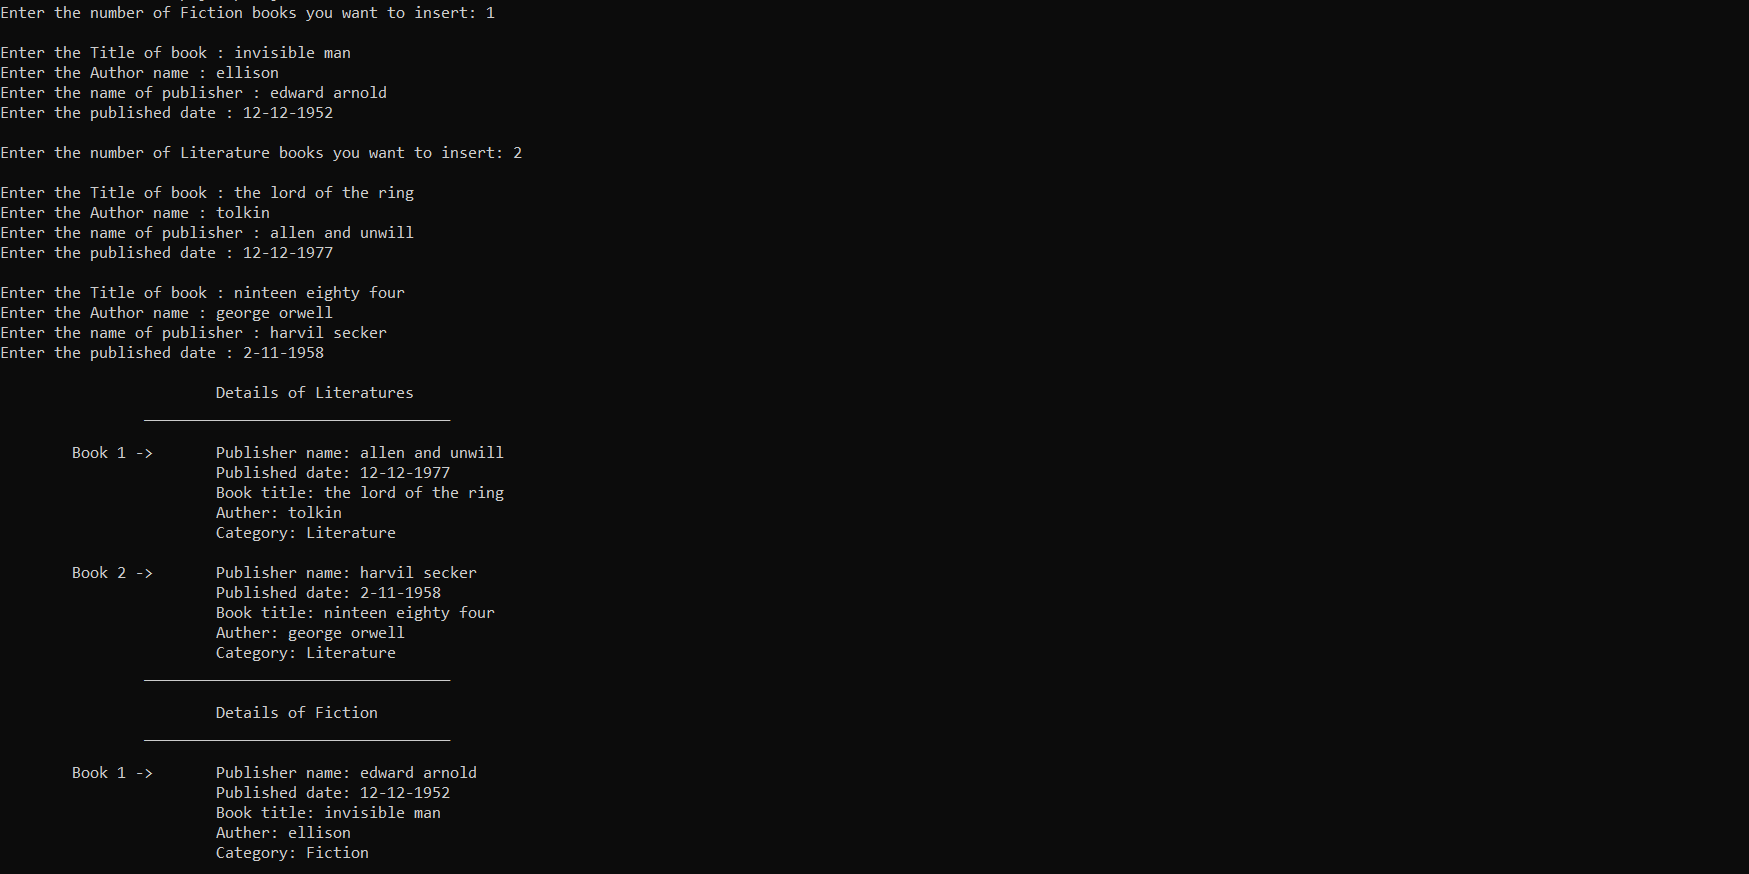 Enter the number of Fiction books you want to insert: 1
Enter the Title of book : invisible man
Enter the Author name : ellison
Enter the name of publisher : edward arnold
Enter the published date : 12-12-1952
Enter the number of Literature books you want to insert: 2
Enter the Title of book : the lord of the ring
Enter the Author name : tolkin
Enter the name of publisher : allen and unwill
Enter the published date : 12-12-1977
Enter the Title of book : ninteen eighty four
Enter the Author name : george orwell
Enter the name of publisher : harvil secker
Enter the published date : 2-11-1958
Details of Literatures
__________________________________
Book 1 -> Publisher name: allen and unwill
Published date: 12-12-1977
Book title: the lord of the ring
Auther: tolkin
Category: Literature
Book 2 -> Publisher name: harvil secker
Published date: 2-11-1958
Book title: ninteen eighty four
Auther: george orwell
Category: Literature
__________________________________
Details of Fiction
__________________________________
Book 1 -> Publisher name: edward arnold
Published date: 12-12-1952
Book title: invisible man
Auther: ellison
Category: Fiction